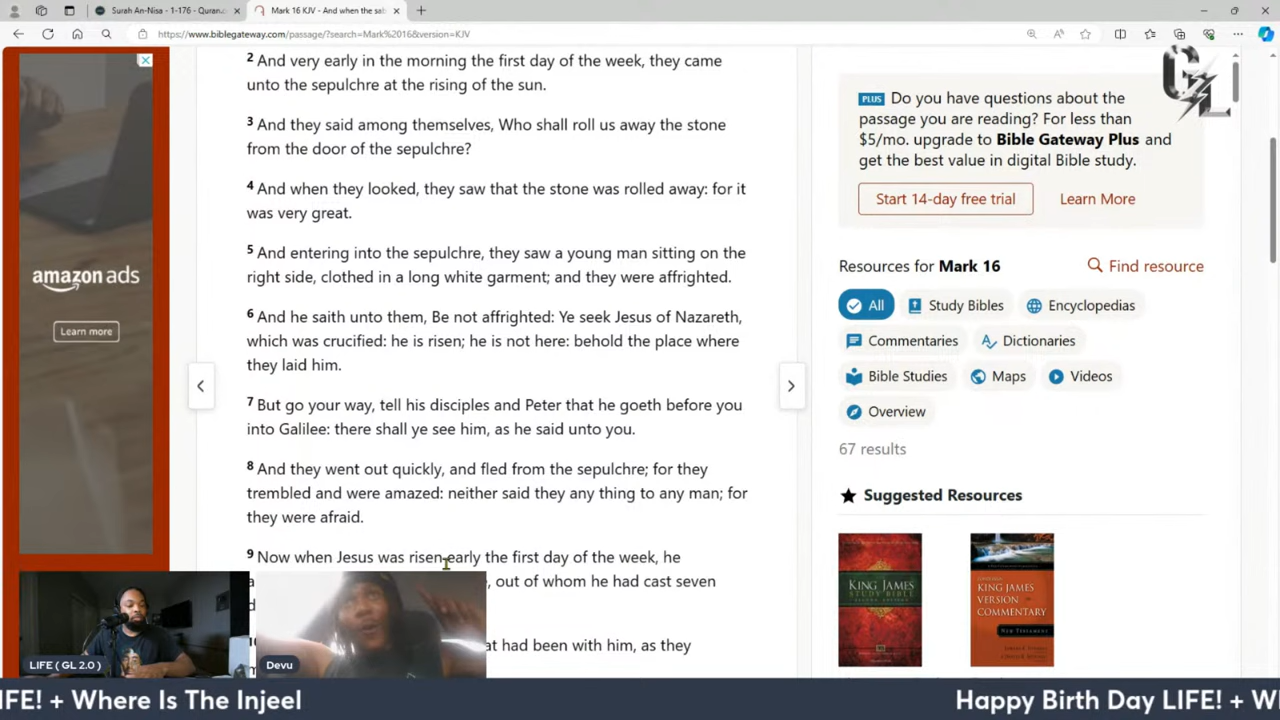 Surah An-Nisa - 1-176 - Quran.c
Mark 16 KJV - And when the sab
https://www.biblegateway.com/passage/?search=Mark%2016&version=KJV
2 And very early in the morning the first day of the week, they came
unto the sepulchre at the rising of the sun.
3 And they said among themselves, Who shall roll us away the stone
from the door of the sepulchre?
4 And when they looked, they saw that the stone was rolled away: for it
was very great.
5 And entering into the sepulchre, they saw a young man sitting on the
right side, clothed in a long white garment; and they were affrighted.
6 And he saith unto them, Be not affrighted: Ye seek Jesus of Nazareth,
which was crucified: he is risen; he is not here: behold the place where
they laid him.
7 But go your way, tell his disciples and Peter that he goeth before you
into Galilee: there shall ye see him, as he said unto you.
8 And they went out quickly, and fled from the sepulchre; for they
trembled and were amazed: neither said they any thing to any man; for
they were afraid.
9 Now when Jesus was risen early the first day of the week, he
out of whom he had cast seven
at had been with him, as they
amazon ads
Learn more
PLUS Do you have questions about the
passage you are reading? For less than
$5/mo. upgrade to Bible Gateway Plus and
get the best value in digital Bible study.
Start 14-day free trial
Learn More
Resources for Mark 16
Find resource
All
Study Bibles
Encyclopedias
Commentaries
Dictionaries
Bible Studies
Maps
Videos
Overview
67 results
Suggested Resources
KING JAMES
STUDY BIBLE
KING JAMES
VERSION
COMMENTARY
GL
LIFE ( GL 2.0 )
Devu
IFE! + Where Is The Injeel
Happy Birth Day LIFE! + W